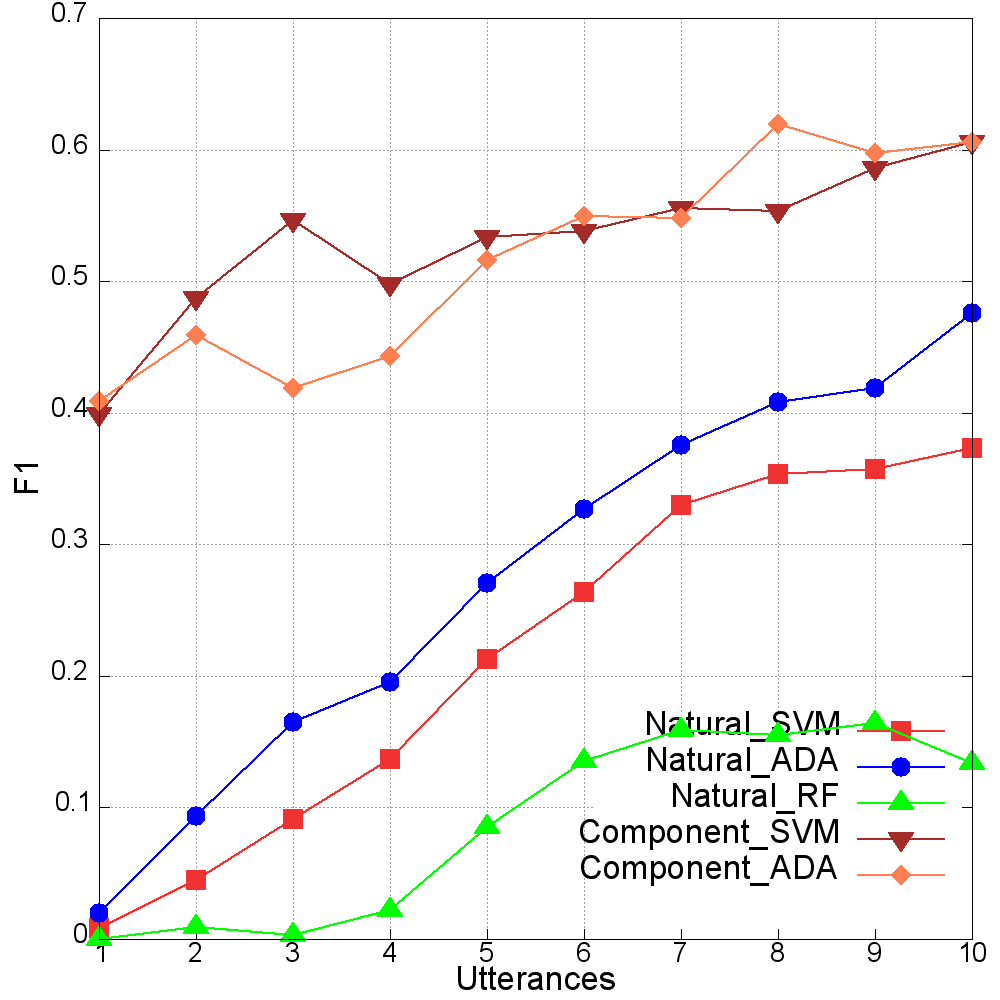 0.7
0.6
0.5
0.4
0.3
0.2
0.1
0
F1
Natural_SVM
Natural_ADA
Natural_RF
Component_SVM
Component_ADA
1 2 3 4 5 6 7 8 9 10
Utterances